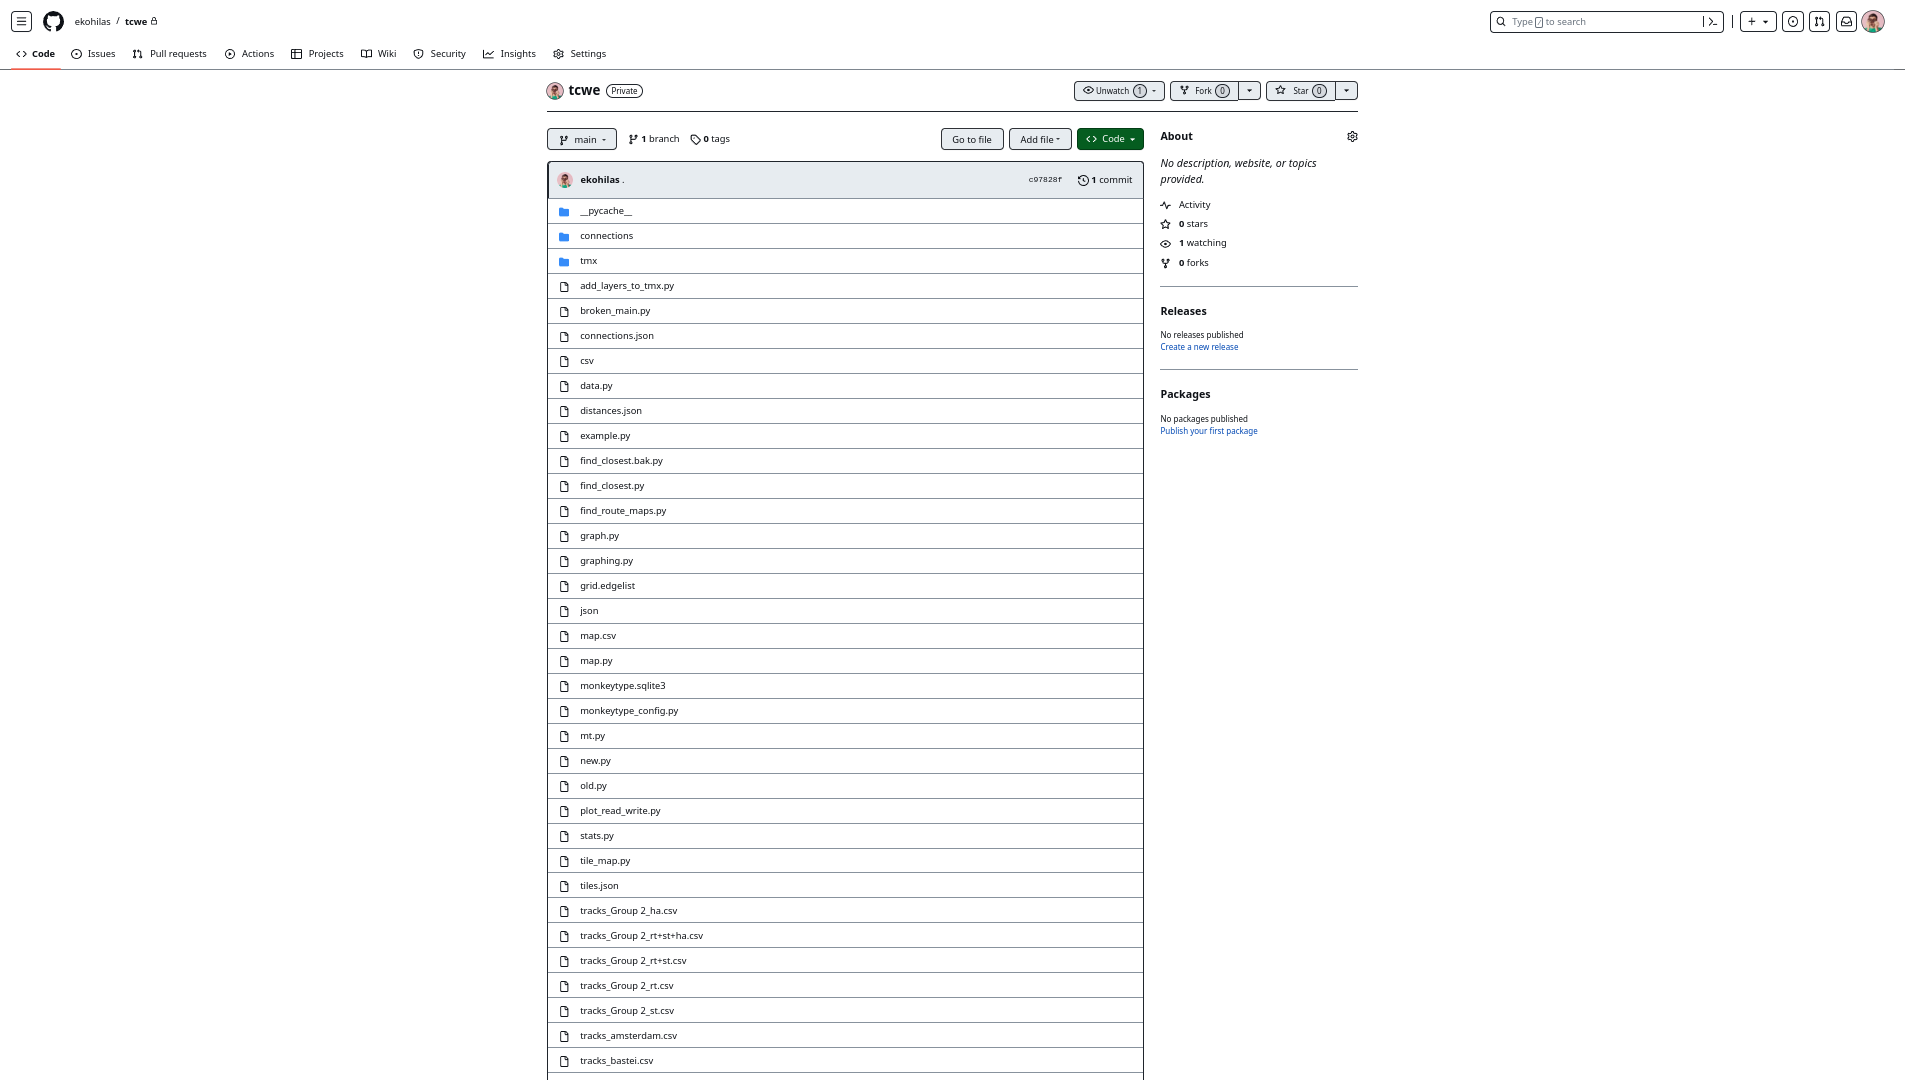 ekohilas / tcwe
Type / to search
Code Issues Pull requests Actions Projects Wiki Security Insights Settings
tcwe Private
Unwatch 1 Fork 0 Star 0
main 1 branch 0 tags Go to file Add file Code
ekohilas . c97828f 1 commit
__pycache__
connections
tmx
add_layers_to_tmx.py
broken_main.py
connections.json
csv
data.py
distances.json
example.py
find_closest.bak.py
find_closest.py
find_route_maps.py
graph.py
graphing.py
grid.edgelist
json
map.csv
map.py
monkeytype.sqlite3
monkeytype_config.py
mt.py
new.py
old.py
plot_read_write.py
stats.py
tile_map.py
tiles.json
tracks_Group 2_ha.csv
tracks_Group 2_rt+st+ha.csv
tracks_Group 2_rt+st.csv
tracks_Group 2_rt.csv
tracks_Group 2_st.csv
tracks_amsterdam.csv
tracks_bastei.csv
About
No description, website, or topics
provided.
Activity
0 stars
1 watching
0 forks
Releases
No releases published
Create a new release
Packages
No packages published
Publish your first package